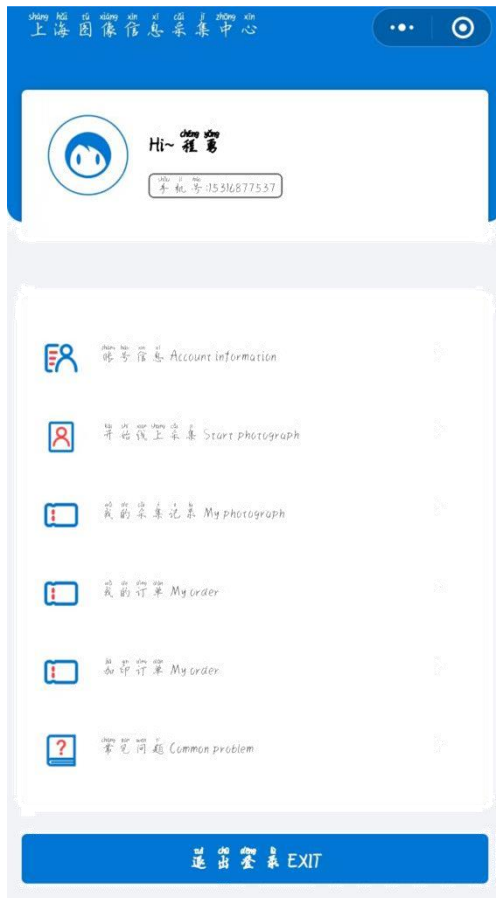 上海图像信息采集中心
Hi~ 程勇
手机号:15316877537
账号信息 Account information
开始线上采集 Start photograph
我的采集记录 My photograph
我的订单 My order
加印订单 My order
常见问题 Common problem
退出登录 EXIT